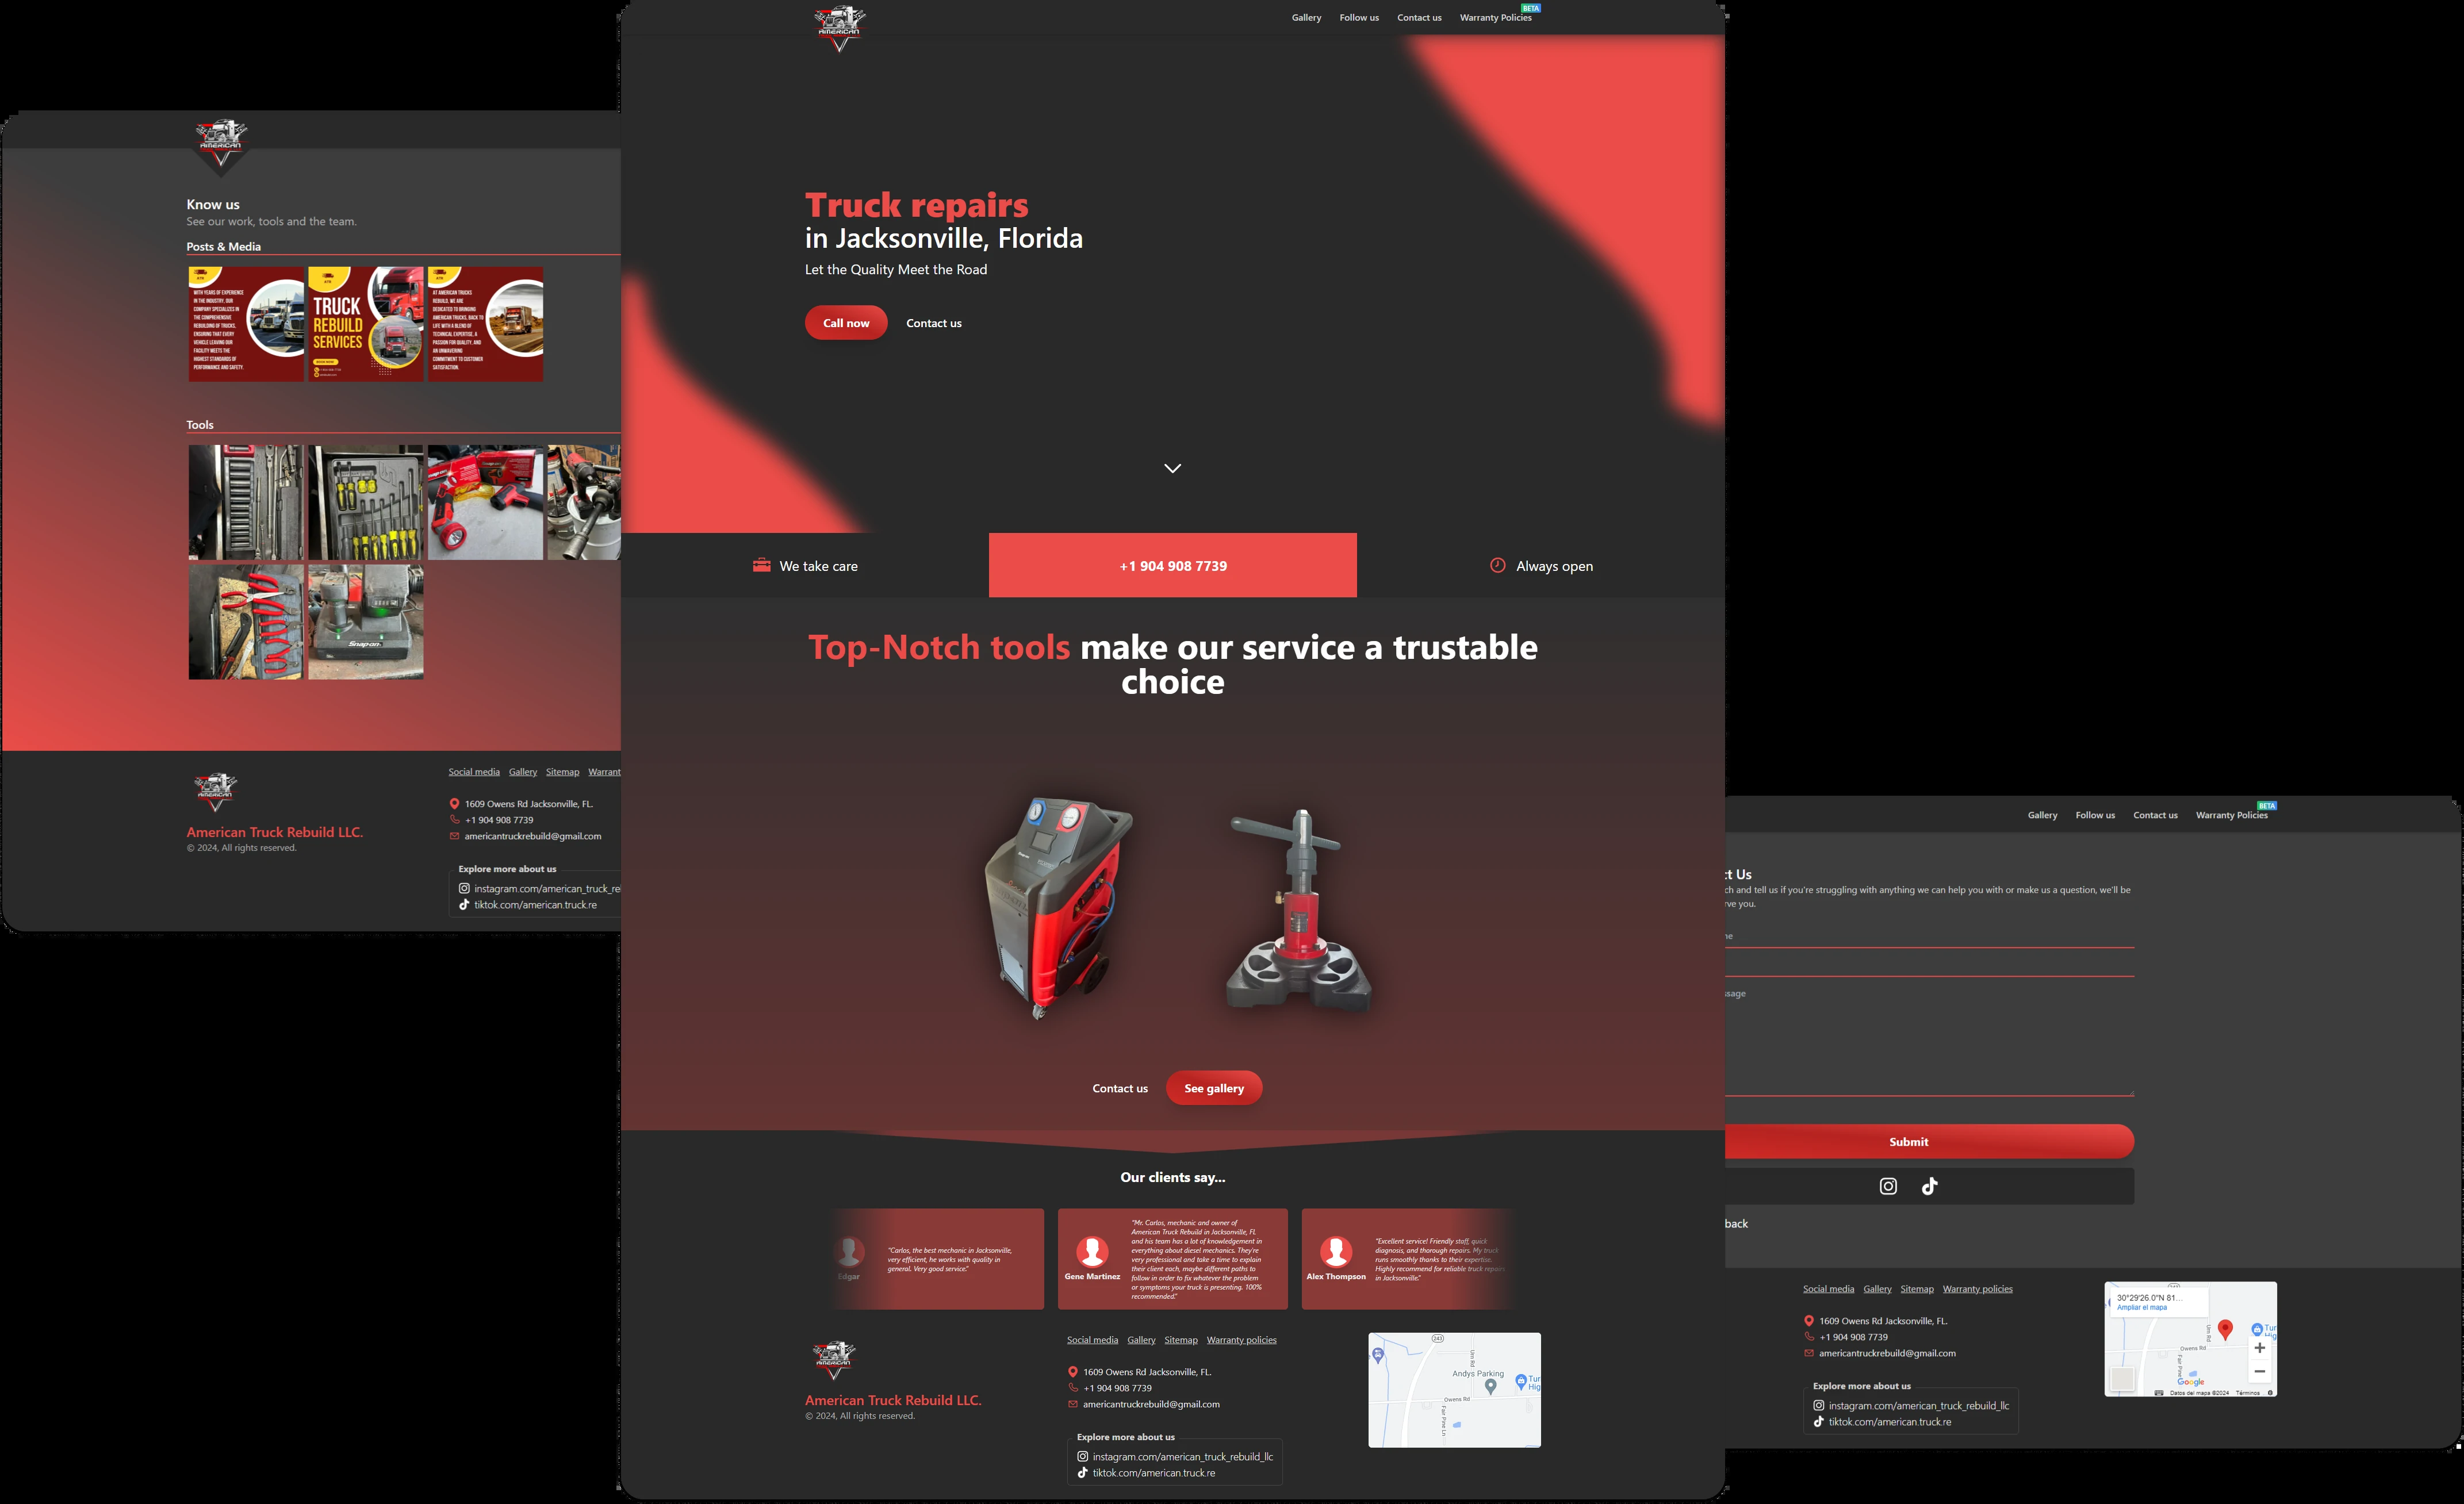 AMERICAN
Know us
See our work, tools and the team.
Posts & Media
ATR
WITH YEARS OF EXPERIENCE
IN THE INDUSTRY, OUR
COMPANY SPECIALIZES IN
THE COMPREHENSIVE
REBUILDING OF TRUCKS,
ENSURING THAT EVERY
VEHICLE LEAVING OUR
FACILITY MEETS THE
HIGHEST STANDARDS OF
PERFORMANCE AND SAFETY.
ATR
TRUCK
REBUILD
SERVICES
BOOK NOW
ATR
AT AMERICAN TRUCKS
REBUILD, WE ARE
DEDICATED TO BRINGING
AMERICAN TRUCKS, BACK TO
LIFE WITH A BLEND OF
TECHNICAL EXPERTISE, A
PASSION FOR QUALITY, AND
AN UNWAVERING
COMMITMENT TO CUSTOMER
SATISFACTION.
Tools
Snap-on
AMERICAN
American Truck Rebuild LLC.
© 2024, All rights reserved.
Social media Gallery Sitemap Warrant
1609 Owens Rd Jacksonville, FL.
+1 904 908 7739
americantruckrebuild@gmail.com
Explore more about us
instagram.com/american_truck_re
tiktok.com/american.truck.re
AMERICAN
Gallery Follow us Contact us Warranty Policies BETA
Truck repairs
in Jacksonville, Florida
Let the Quality Meet the Road
Call now Contact us
We take care
+1 904 908 7739
Always open
Top-Notch tools make our service a trustable
choice
Contact us See gallery
Our clients say...
Edgar
"Carlos, the best mechanic in Jacksonville,
very efficient, he works with quality in
general. Very good service."
Gene Martinez
"Mr. Carlos, mechanic and owner of
American Truck Rebuild in Jacksonville, FL
and his team has a lot of knowledgement in
everything about diesel mechanics. They're
very professional and take a time to explain
their client each, maybe different paths to
follow in order to fix whatever the problem
or symptoms your truck is presenting. 100%
recommended."
Alex Thompson
"Excellent service! Friendly staff, quick
diagnosis, and thorough repairs. My truck
runs smoothly thanks to their expertise.
Highly recommend for reliable truck repairs
in Jacksonville."
AMERICAN
American Truck Rebuild LLC.
© 2024, All rights reserved.
Social media Gallery Sitemap Warranty policies
1609 Owens Rd Jacksonville, FL.
+1 904 908 7739
americantruckrebuild@gmail.com
Explore more about us
instagram.com/american_truck_rebuild_llc
tiktok.com/american.truck.re
243
Urn Rd
Andys Parking
Tur
Hig
Owens Rd
Fair Pine Ln
Gallery Follow us Contact us Warranty Policies BETA
ct Us
ch and tell us if you're struggling with anything we can help you with or make us a question, we'll be
rve you.
ne
ssage
Submit
back
Social media Gallery Sitemap Warranty policies
1609 Owens Rd Jacksonville, FL.
+1 904 908 7739
americantruckrebuild@gmail.com
Explore more about us
instagram.com/american_truck_rebuild_llc
tiktok.com/american.truck.re
30°29'26.0"N 81...
Ampliar el mapa
Urn Rd
Tur
Hig
Owens Rd
Fair Pine
Google
Datos del mapa ©2024 Términos